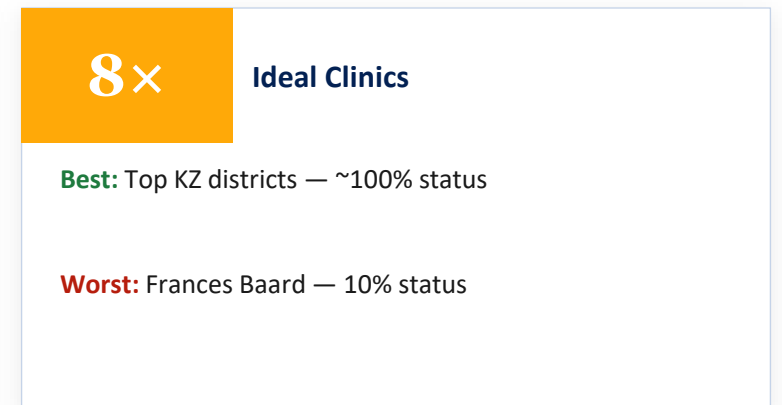 8×
Ideal Clinics
Best: Top KZ districts — ~100% status
Worst: Frances Baard — 10% status